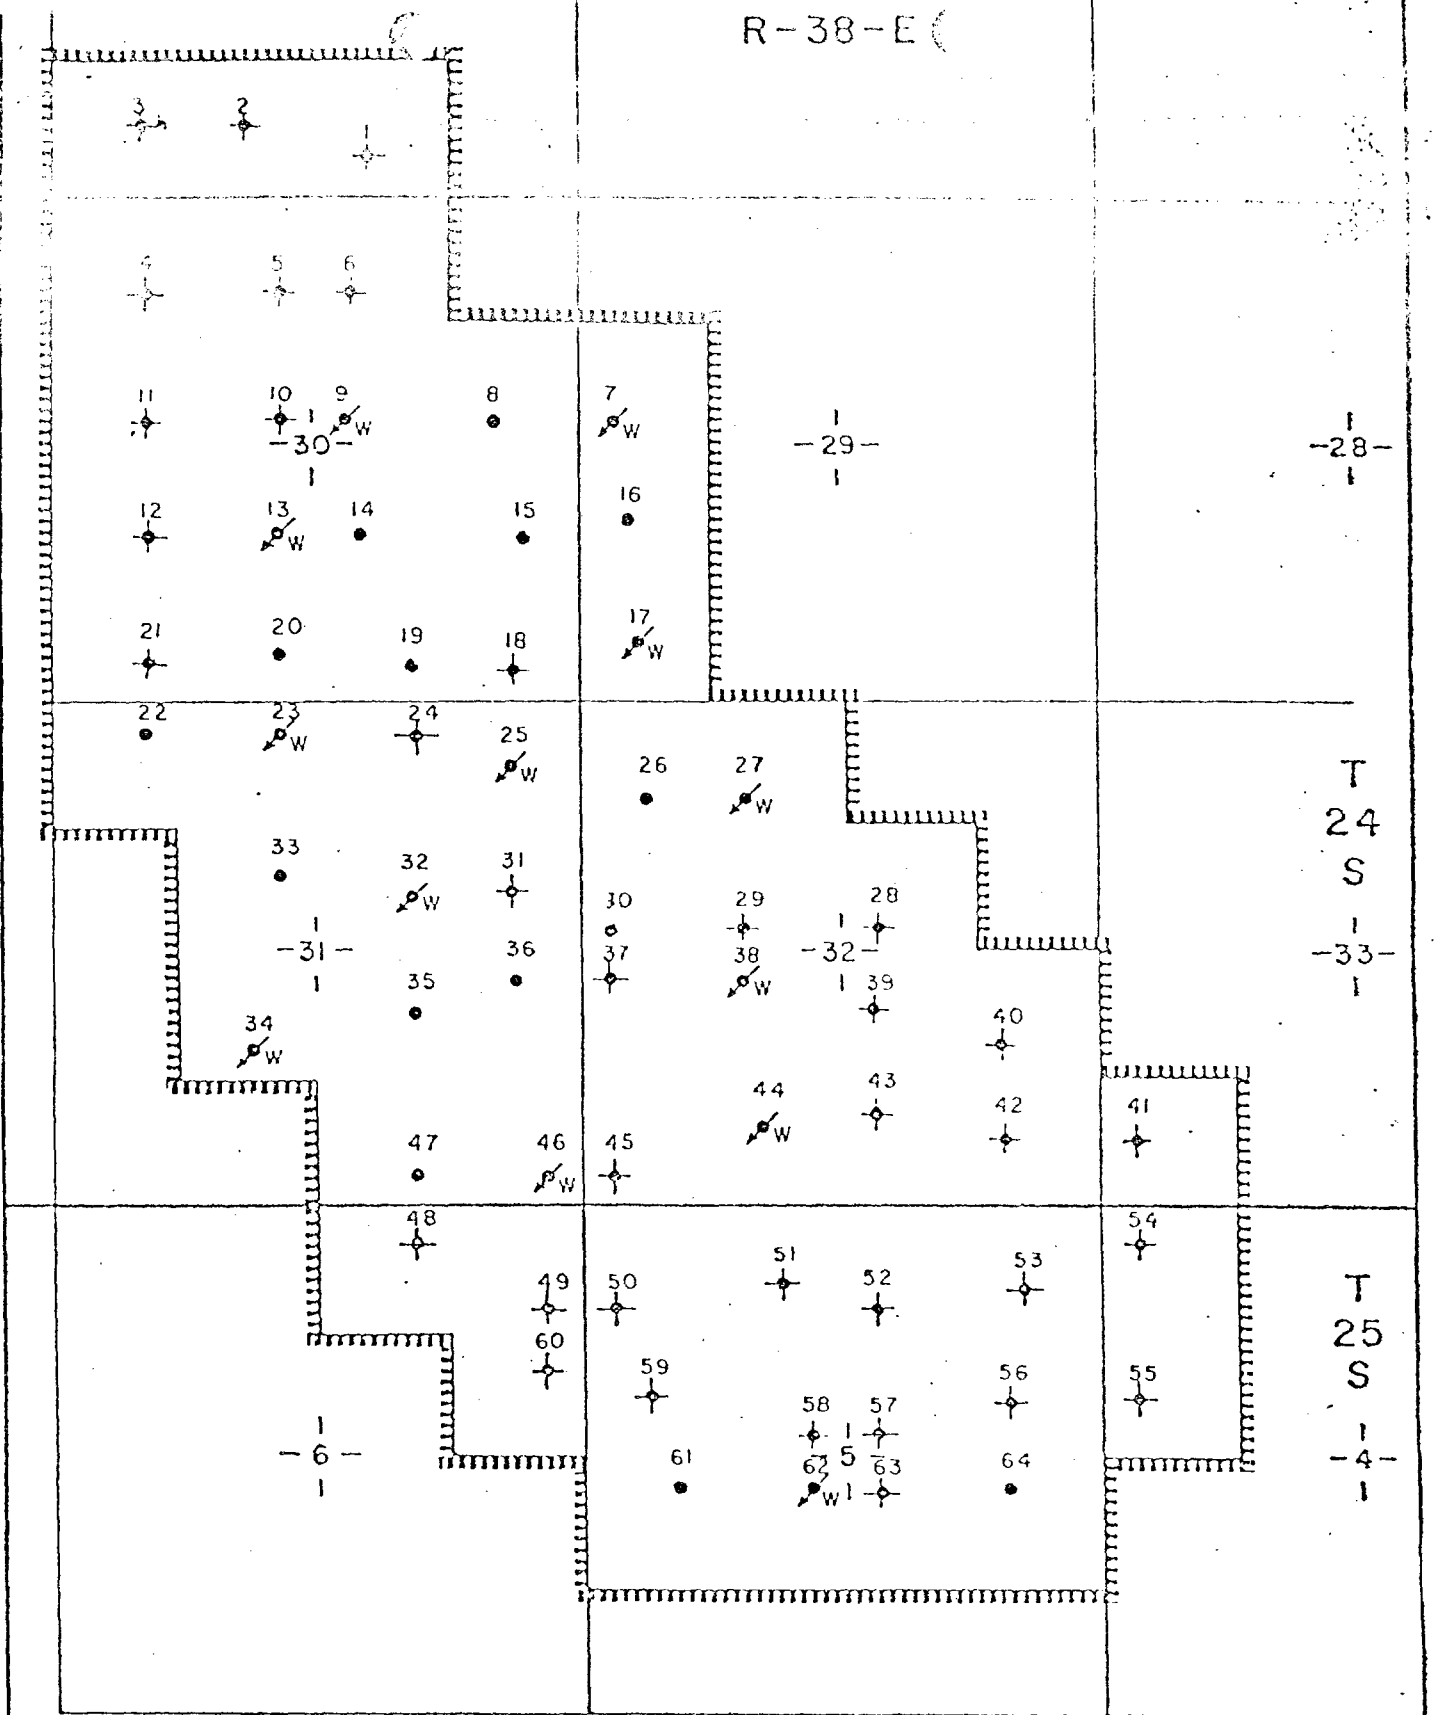 R-38-E
3 2 1
4 5 6
11 10 9 W 8 7 W
-30- -29- -28-
12 13 W 14 15 16
21 20 19 18 17 W
22 23 W 24 25 W 26 27 W
T
24
S
33 32 W 31 30 29 28
-31- 36 37 38 W -32- -33-
35 39
34 W 40
44 W 43 42 41
47 46 W 45
48 54
49 50 51 52 53
T
25
S
60 59 56 55
58 57
-6- -5- -4-
61 62 W 63 64